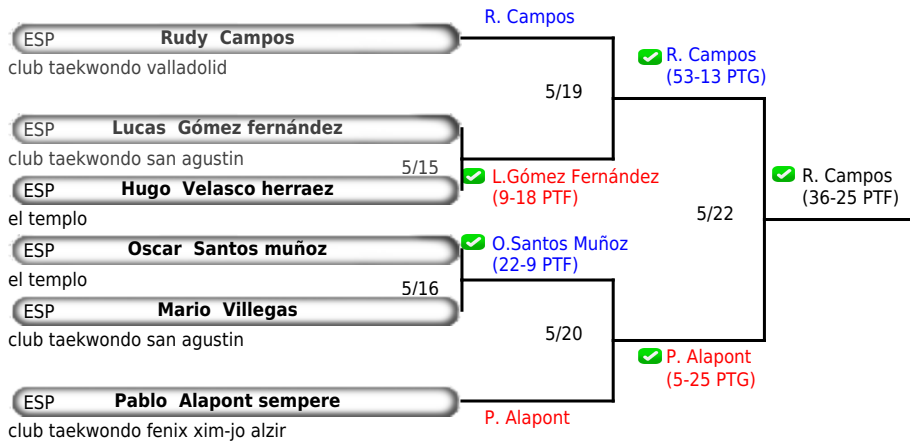 R. Campos
ESP Rudy Campos
club taekwondo valladolid
R. Campos
(53-13 PTG)
5/19
ESP Lucas Gómez fernández
club taekwondo san agustin
5/15
L.Gómez Fernández
(9-18 PTF)
ESP Hugo Velasco herraez
el templo
R. Campos
(36-25 PTF)
5/22
ESP Oscar Santos muñoz
el templo
O.Santos Muñoz
(22-9 PTF)
5/16
ESP Mario Villegas
club taekwondo san agustin
5/20
P. Alapont
(5-25 PTG)
ESP Pablo Alapont sempere
P. Alapont
club taekwondo fenix xim-jo alzir